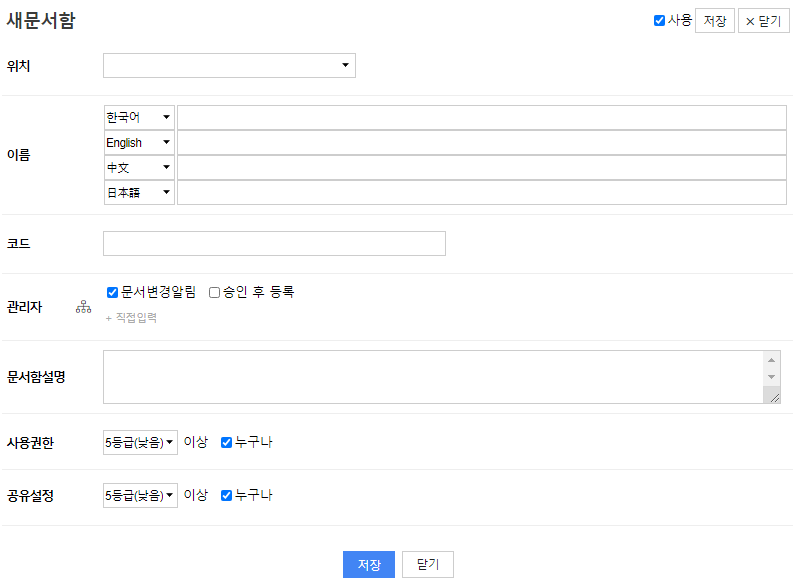 새문서함 사용 저장 × 닫기
위치
이름 한국어
English
中文
日本語
코드
관리자 문서변경알림 승인 후 등록
+ 직접입력
문서함설명
사용권한 5등급(낮음) 이상 누구나
공유설정 5등급(낮음) 이상 누구나
저장 닫기